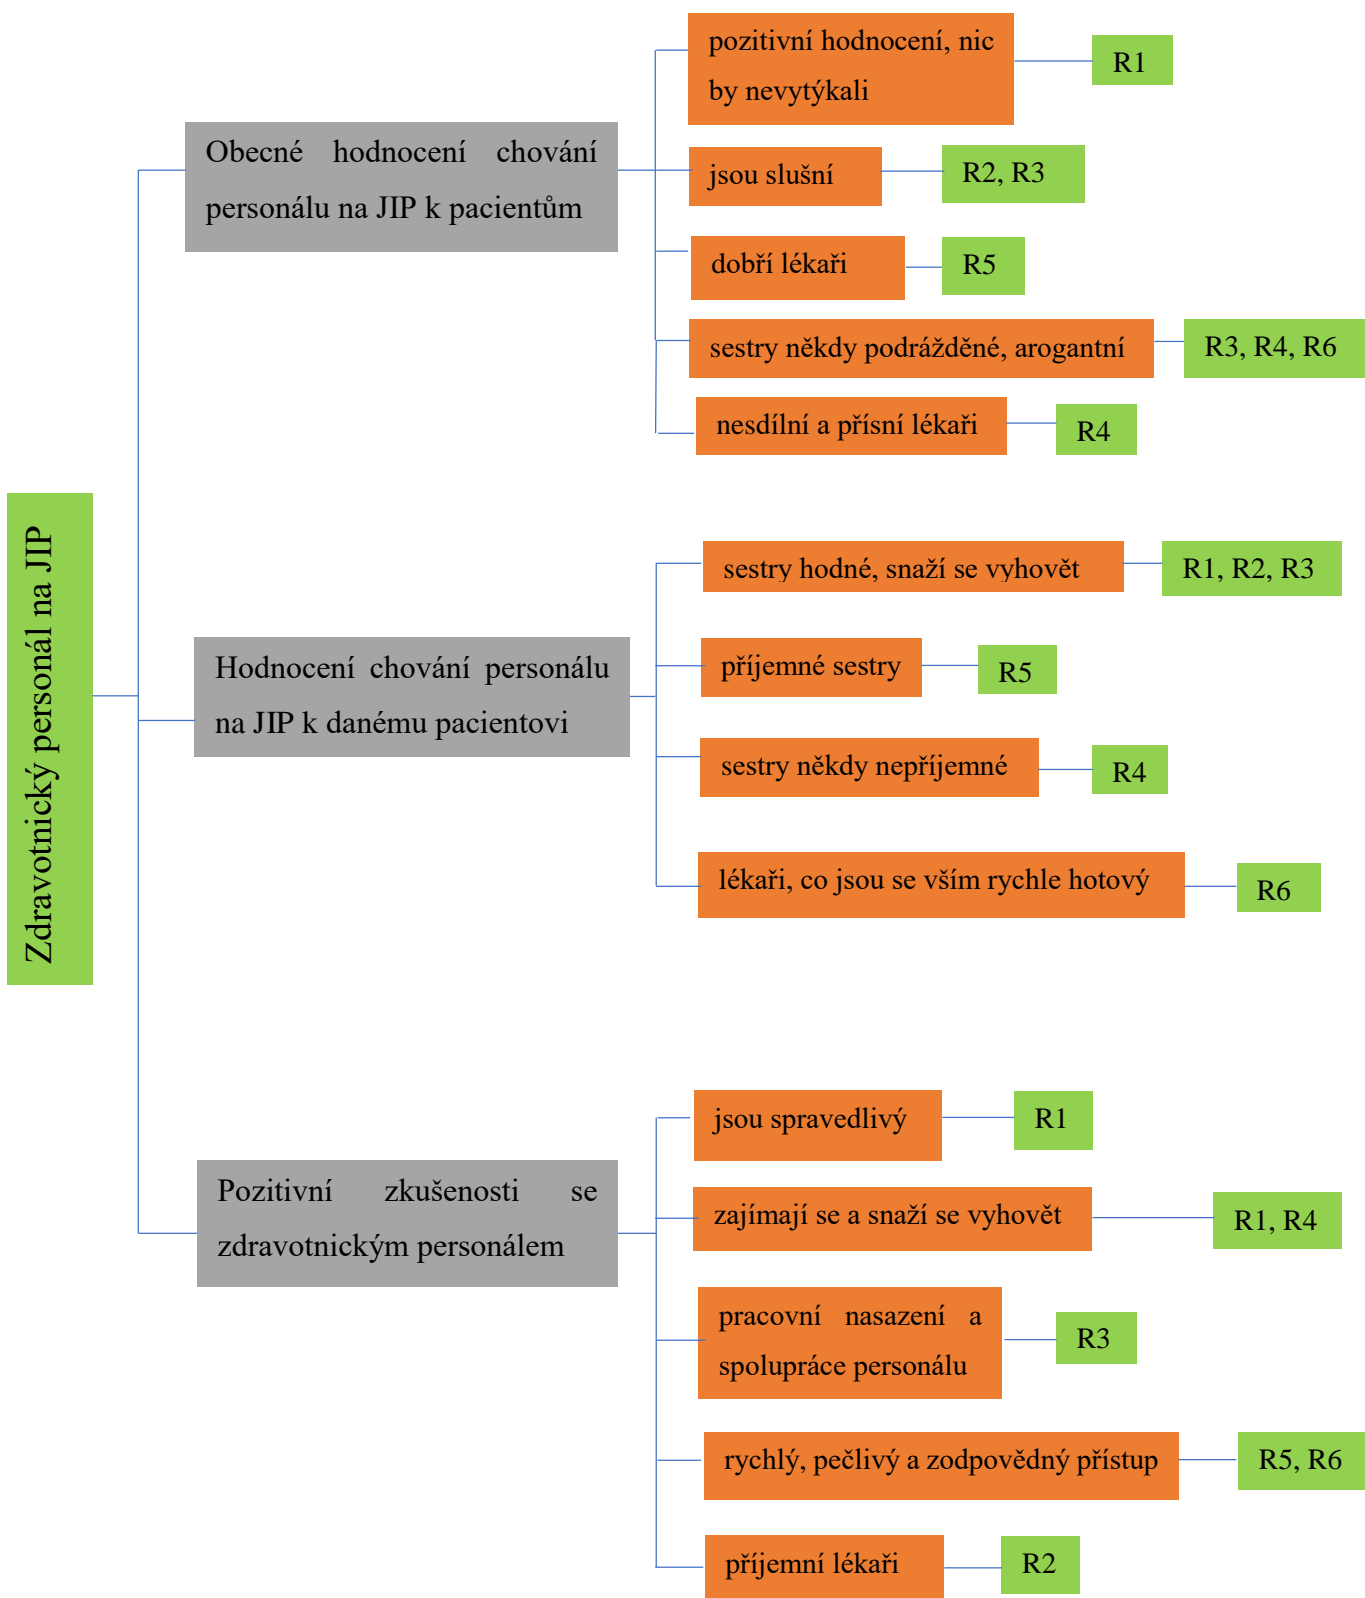 Zdravotnický personál na JIP
Obecné hodnocení chování
personálu na JIP k pacientům
pozitivní hodnocení, nic
by nevytýkali
R1
jsou slušní
R2, R3
dobří lékaři
R5
sestry někdy podrážděné, arogantní
R3, R4, R6
nesdílní a přísní lékaři
R4
Hodnocení chování personálu
na JIP k danému pacientovi
sestry hodné, snaží se vyhovět
R1, R2, R3
příjemné sestry
R5
sestry někdy nepříjemné
R4
lékaři, co jsou se vším rychle hotový
R6
Pozitivní zkušenosti se
zdravotnickým personálem
jsou spravedlivý
R1
zajímají se a snaží se vyhovět
R1, R4
pracovní nasazení a
spolupráce personálu
R3
rychlý, pečlivý a zodpovědný přístup
R5, R6
příjemní lékaři
R2